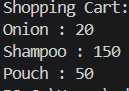 Shopping Cart:
Onion : 20
Shampoo : 150
Pouch : 50